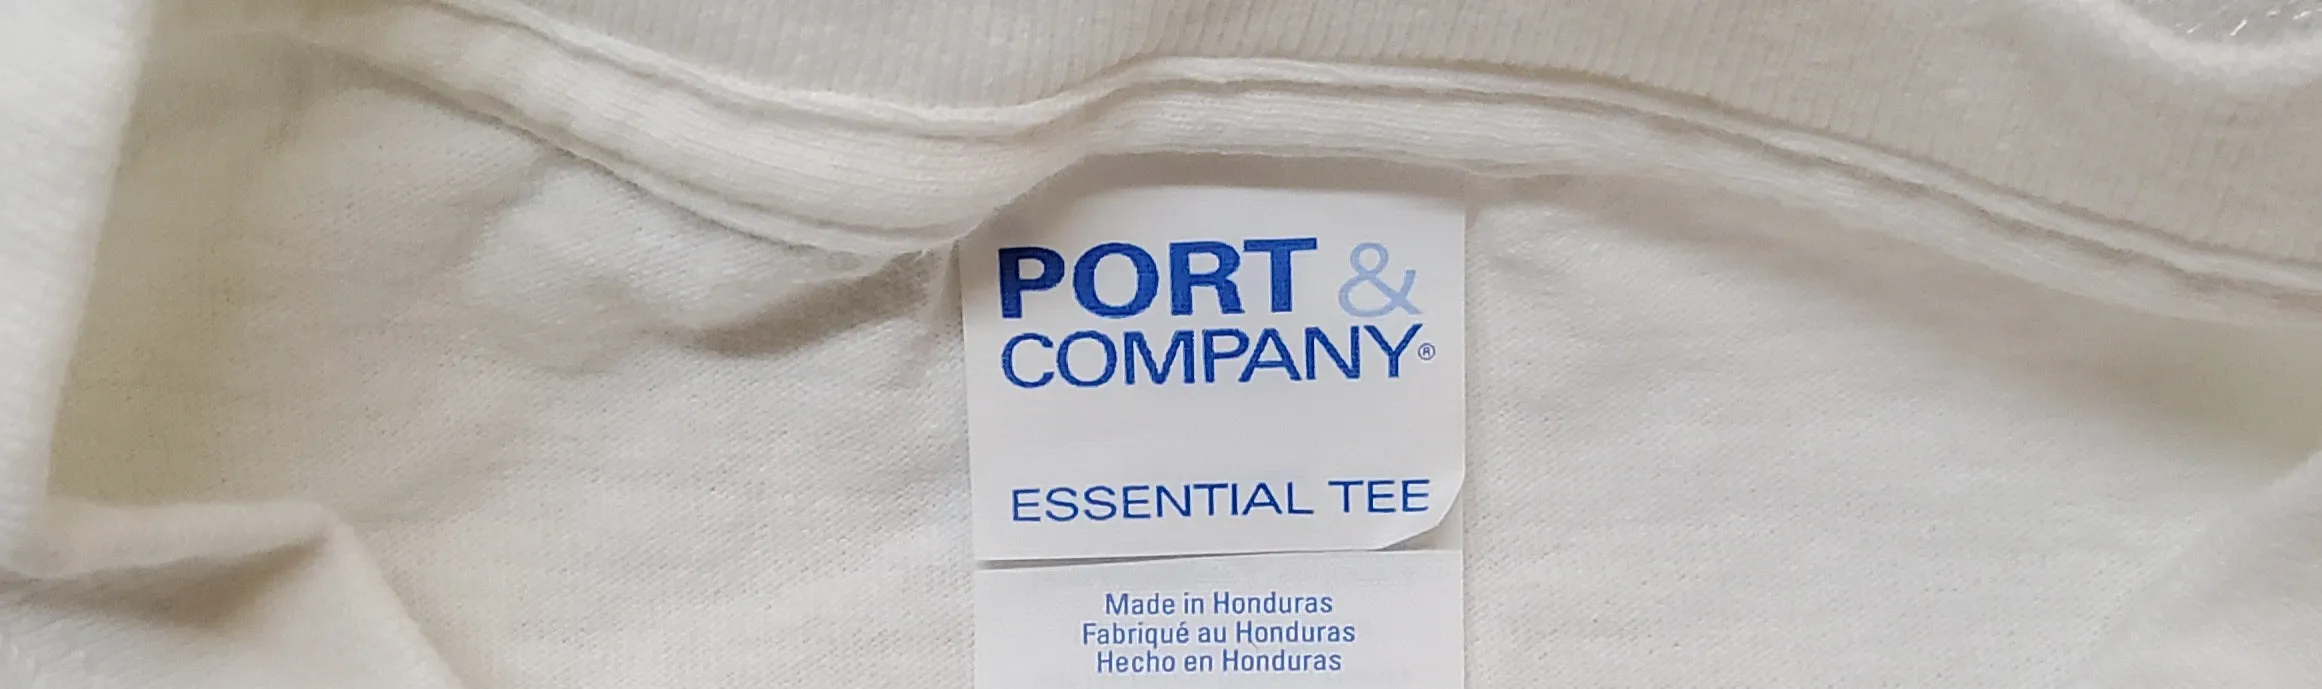 PORT &
COMPANY®
ESSENTIAL TEE
Made in Honduras
Fabriqué au Honduras
Hecho en Honduras